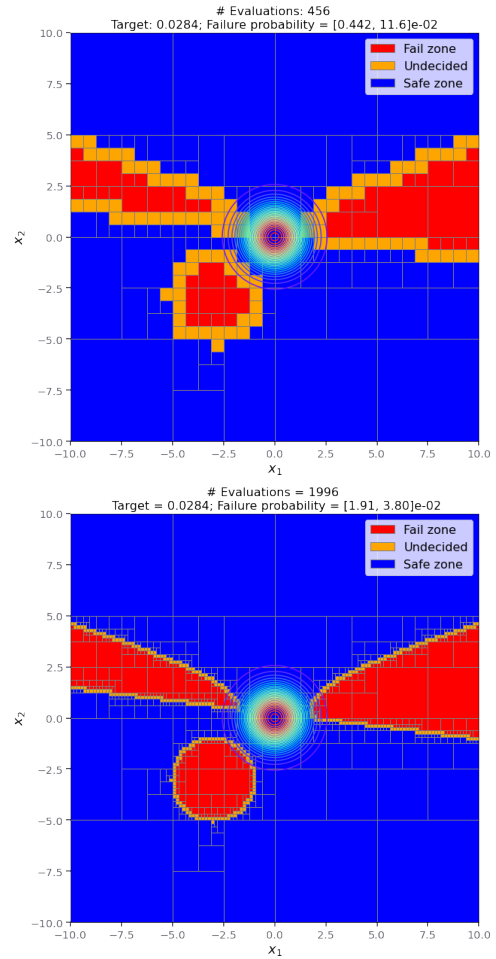 # Evaluations: 456
Target: 0.0284; Failure probability = [0.442, 11.6]e-02
10.0
7.5
5.0
2.5
0.0
−2.5
−5.0
−7.5
−10.0
x₂
Fail zone
Undecided
Safe zone
−10.0 −7.5 −5.0 −2.5 0.0 2.5 5.0 7.5 10.0
x₁
# Evaluations = 1996
Target = 0.0284; Failure probability = [1.91, 3.80]e-02
10.0
7.5
5.0
2.5
0.0
−2.5
−5.0
−7.5
−10.0
x₂
Fail zone
Undecided
Safe zone
−10.0 −7.5 −5.0 −2.5 0.0 2.5 5.0 7.5 10.0
x₁